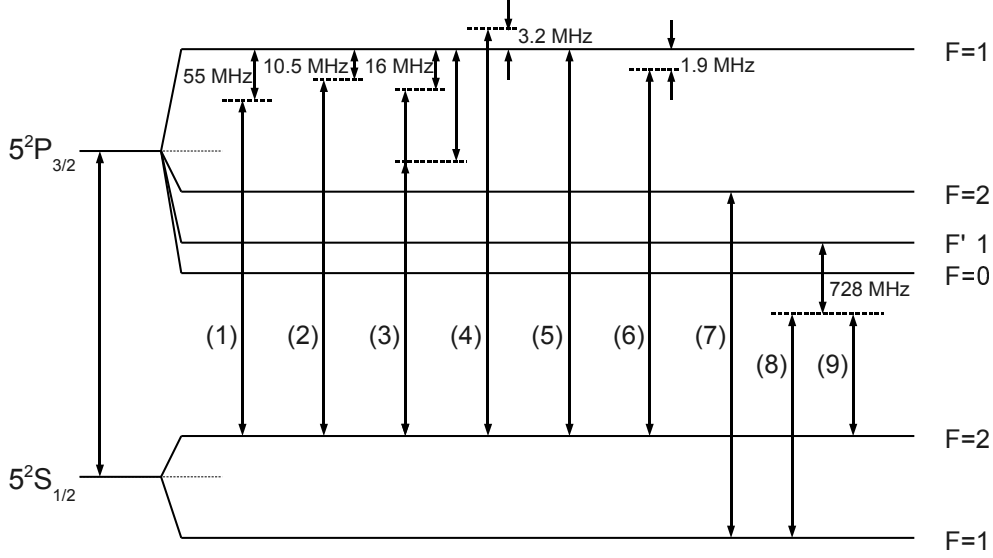 3.2 MHz
F=1
55 MHz
10.5 MHz
16 MHz
1.9 MHz
5²P₃/₂
F=2
F' 1
F=0
728 MHz
(1)
(2)
(3)
(4)
(5)
(6)
(7)
(8)
(9)
F=2
5²S₁/₂
F=1